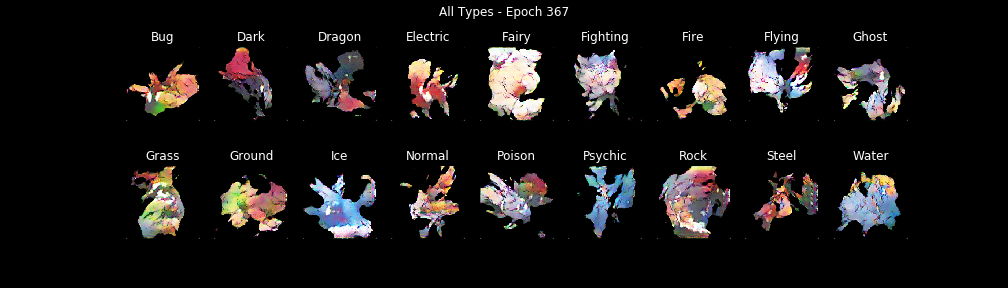 All Types - Epoch 367
Bug Dark Dragon Electric Fairy Fighting Fire Flying Ghost
Grass Ground Ice Normal Poison Psychic Rock Steel Water